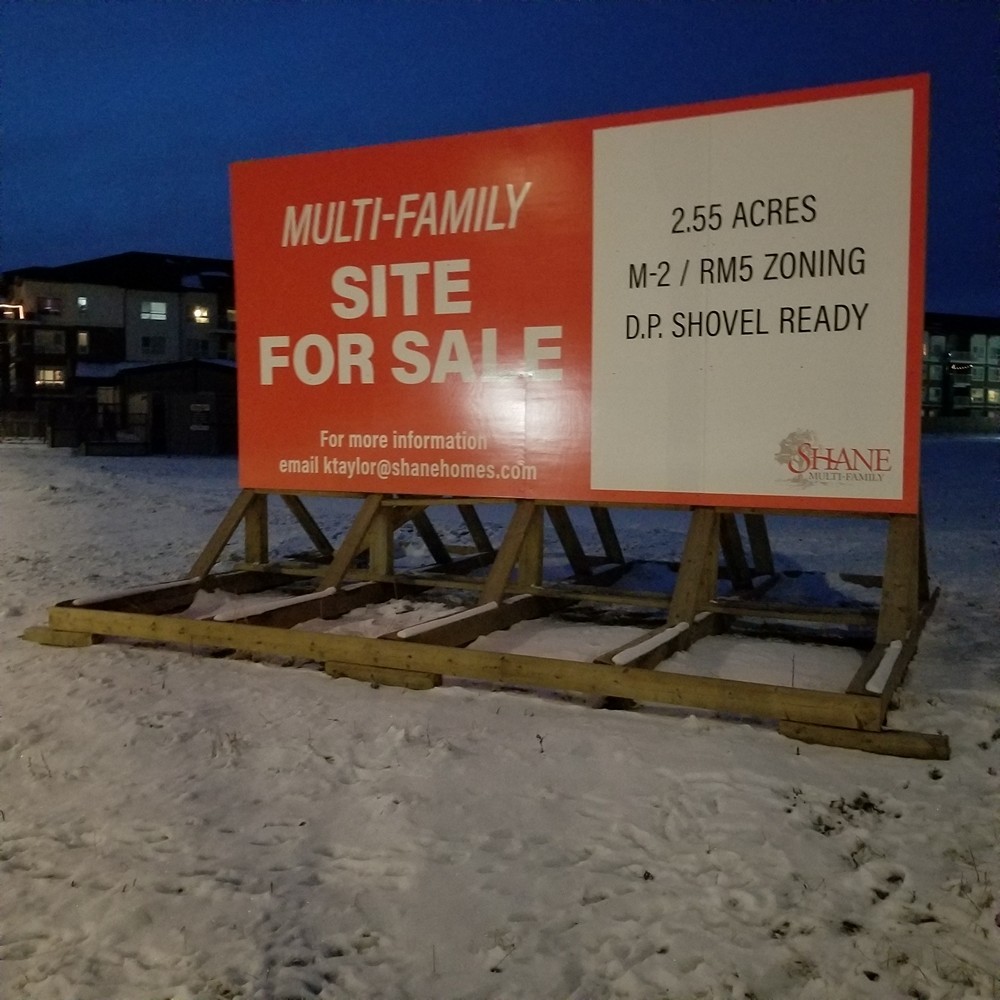 MULTI-FAMILY
SITE
FOR SALE
For more information
email ktaylor@shanehomes.com
2.55 ACRES
M-2 / RM5 ZONING
D.P. SHOVEL READY
SHANE
MULTI-FAMILY